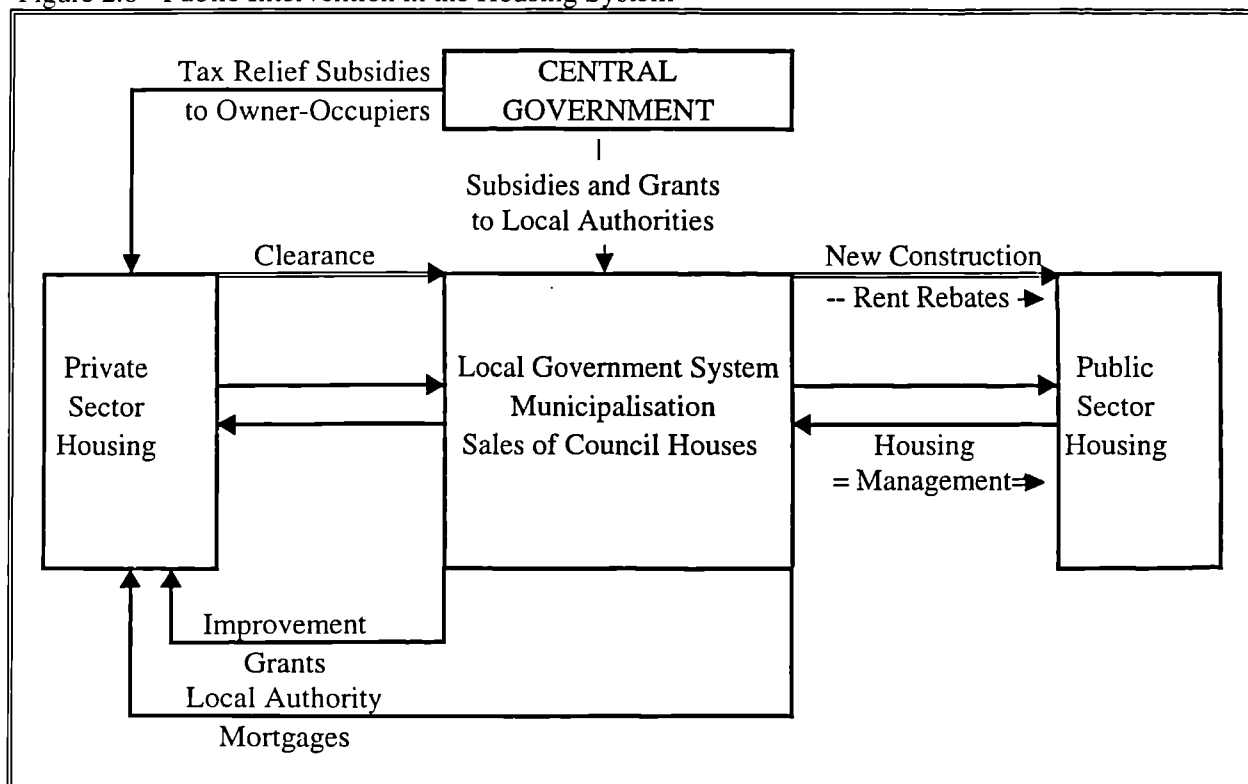 Figure 2.8 Public Intervention in the Housing System
Tax Relief Subsidies
to Owner-Occupiers
CENTRAL
GOVERNMENT
Subsidies and Grants
to Local Authorities
Clearance
New Construction
-- Rent Rebates
Private
Sector
Housing
Local Government System
Municipalisation
Sales of Council Houses
Public
Sector
Housing
Housing
= Management=
Improvement
Grants
Local Authority
Mortgages